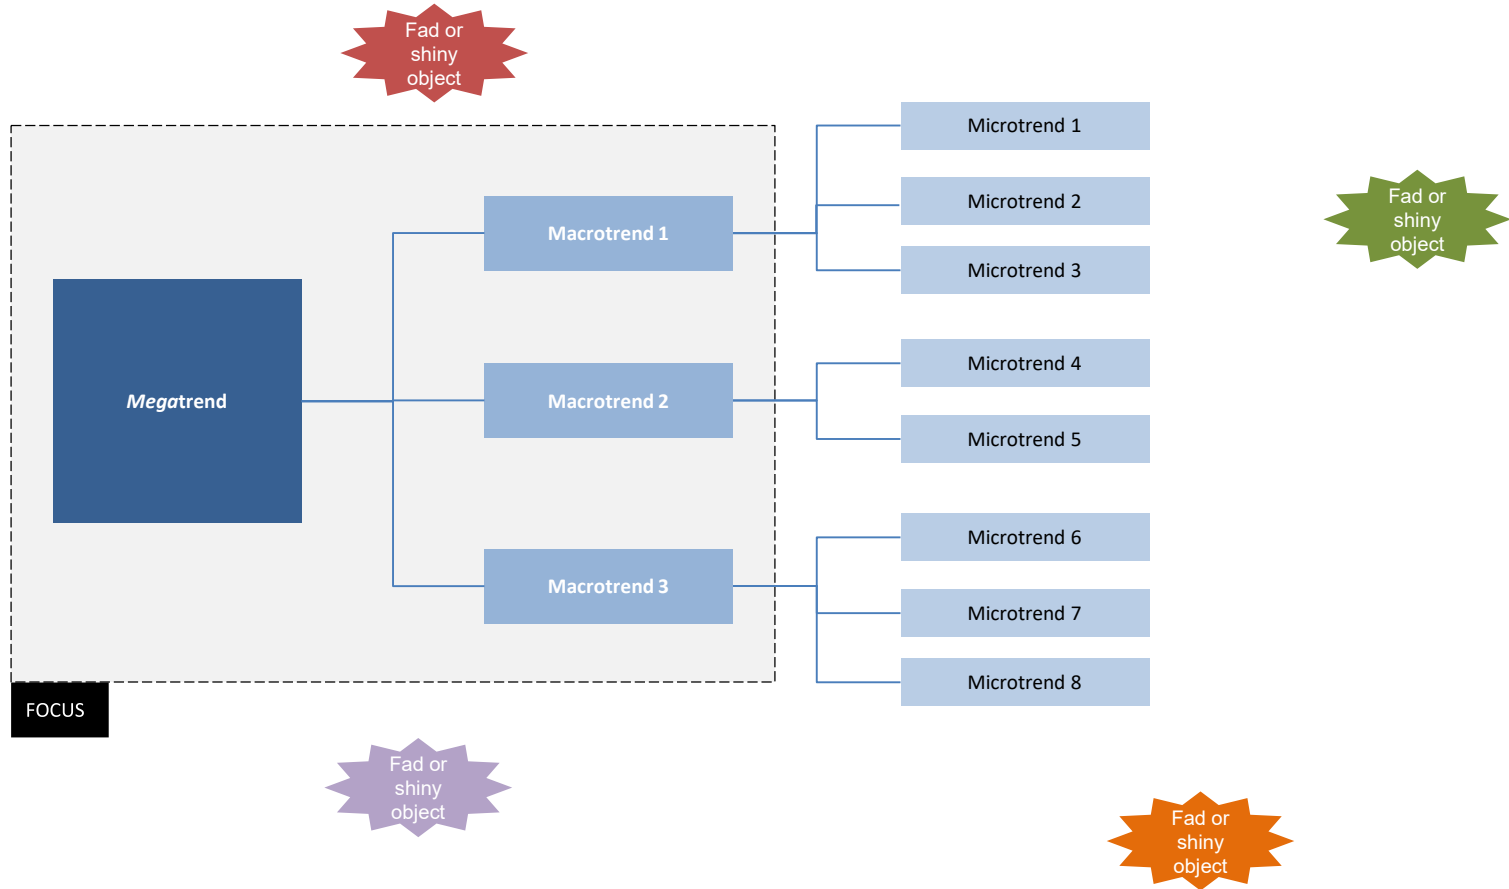 Fad or
shiny
object
Microtrend 1
Microtrend 2
Fad or
shiny
object
Macrotrend 1
Microtrend 3
Microtrend 4
Megatrend
Macrotrend 2
Microtrend 5
Microtrend 6
Macrotrend 3
Microtrend 7
Microtrend 8
FOCUS
Fad or
shiny
object
Fad or
shiny
object